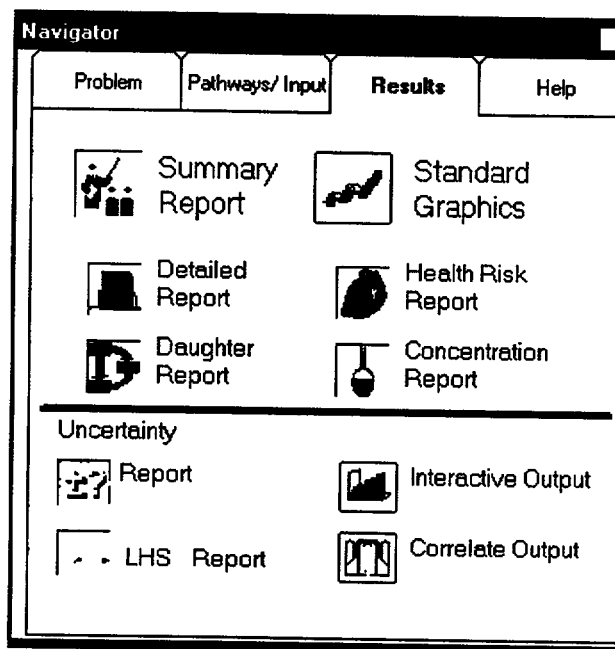 Navigator
Problem
Pathways/ Input
Results
Help
Summary
Report
Standard
Graphics
Detailed
Report
Health Risk
Report
Daughter
Report
Concentration
Report
Uncertainty
±? Report
Interactive Output
LHS Report
Correlate Output